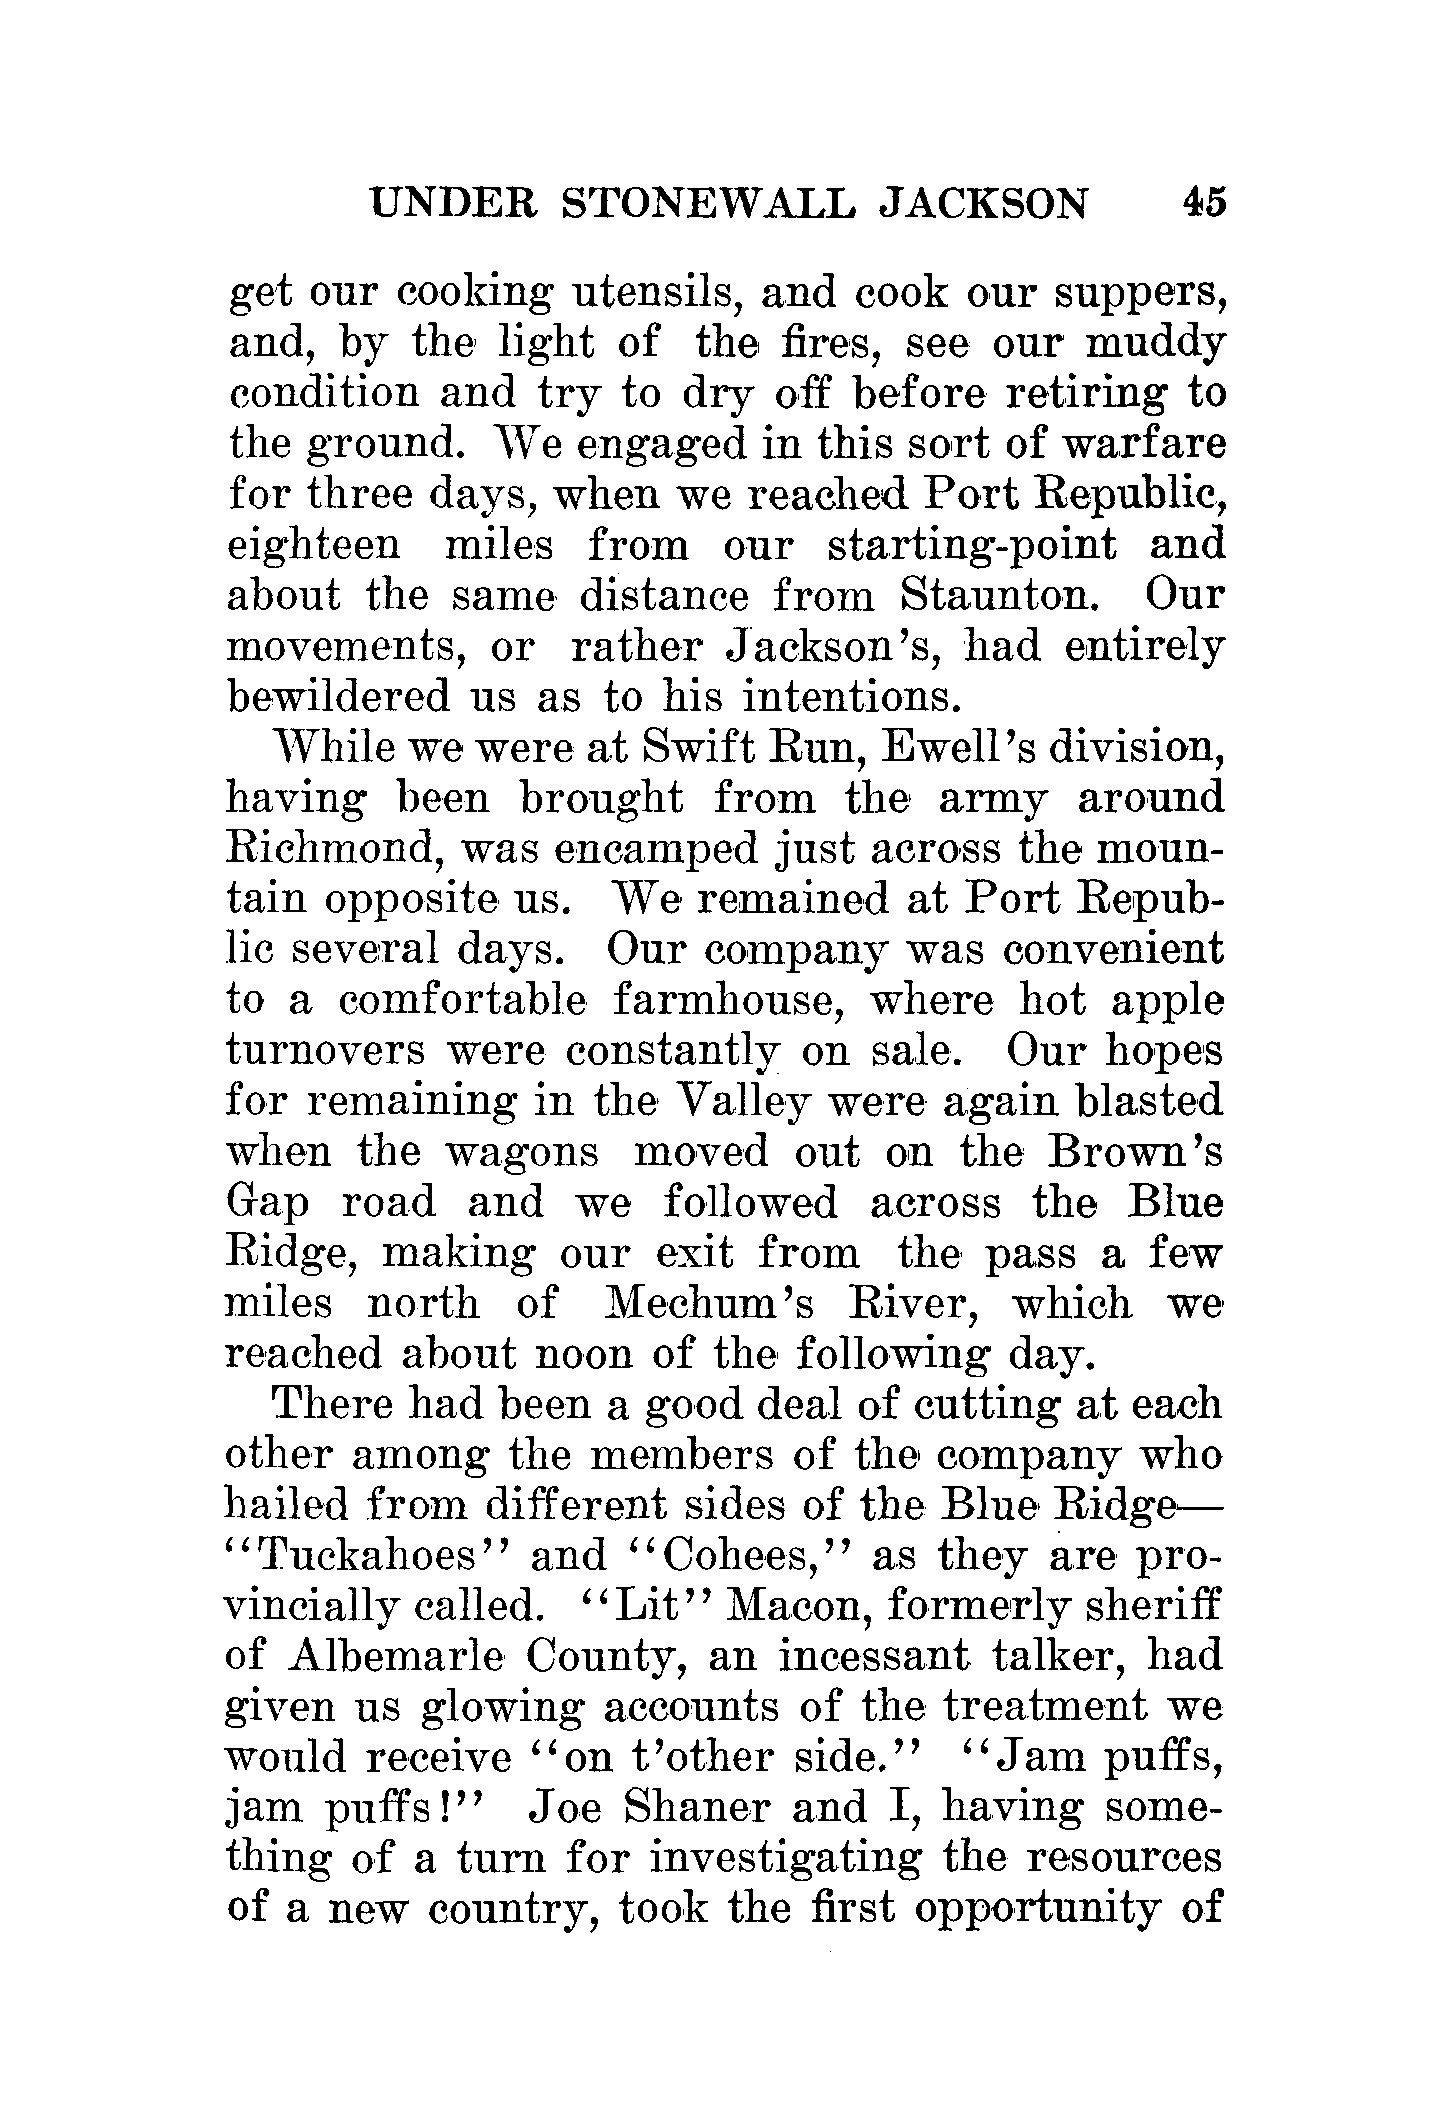 UNDER STONEWALL JACKSON 45
get our cooking utensils, and cook our suppers,
and, by the light of the fires, see our muddy
condition and try to dry off before retiring to
the ground. We engaged in this sort of warfare
for three days, when we reached Port Republic,
eighteen miles from our starting-point and
about the same distance from Staunton. Our
movements, or rather Jackson's, had entirely
bewildered us as to his intentions.
While we were at Swift Run, Ewell's division,
having been brought from the army around
Richmond, was encamped just across the moun-
tain opposite us. We remained at Port Repub-
lic several days. Our company was convenient
to a comfortable farmhouse, where hot apple
turnovers were constantly on sale. Our hopes
for remaining in the Valley were again blasted
when the wagons moved out on the Brown's
Gap road and we followed across the Blue
Ridge, making our exit from the pass a few
miles north of Mechum's River, which we
reached about noon of the following day.
There had been a good deal of cutting at each
other among the members of the company who
hailed from different sides of the Blue Ridge—
"Tuckahoes" and "Cohees," as they are pro-
vincially called. "Lit" Macon, formerly sheriff
of Albemarle County, an incessant talker, had
given us glowing accounts of the treatment we
would receive "on t'other side." "Jam puffs,
jam puffs!" Joe Shaner and I, having some-
thing of a turn for investigating the resources
of a new country, took the first opportunity of